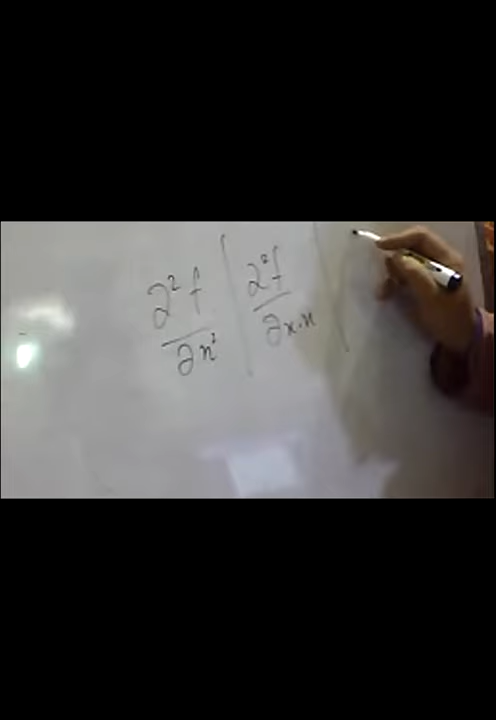 ∂²f/∂x² | ∂²f/∂x·x |